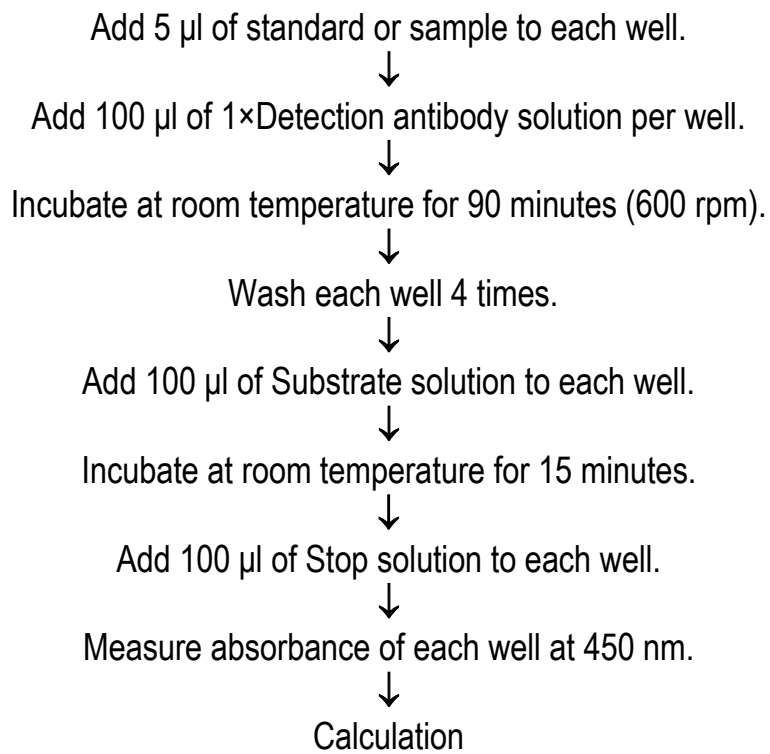 Add 5 µl of standard or sample to each well.
↓
Add 100 µl of 1×Detection antibody solution per well.
↓
Incubate at room temperature for 90 minutes (600 rpm).
↓
Wash each well 4 times.
↓
Add 100 µl of Substrate solution to each well.
↓
Incubate at room temperature for 15 minutes.
↓
Add 100 µl of Stop solution to each well.
↓
Measure absorbance of each well at 450 nm.
↓
Calculation